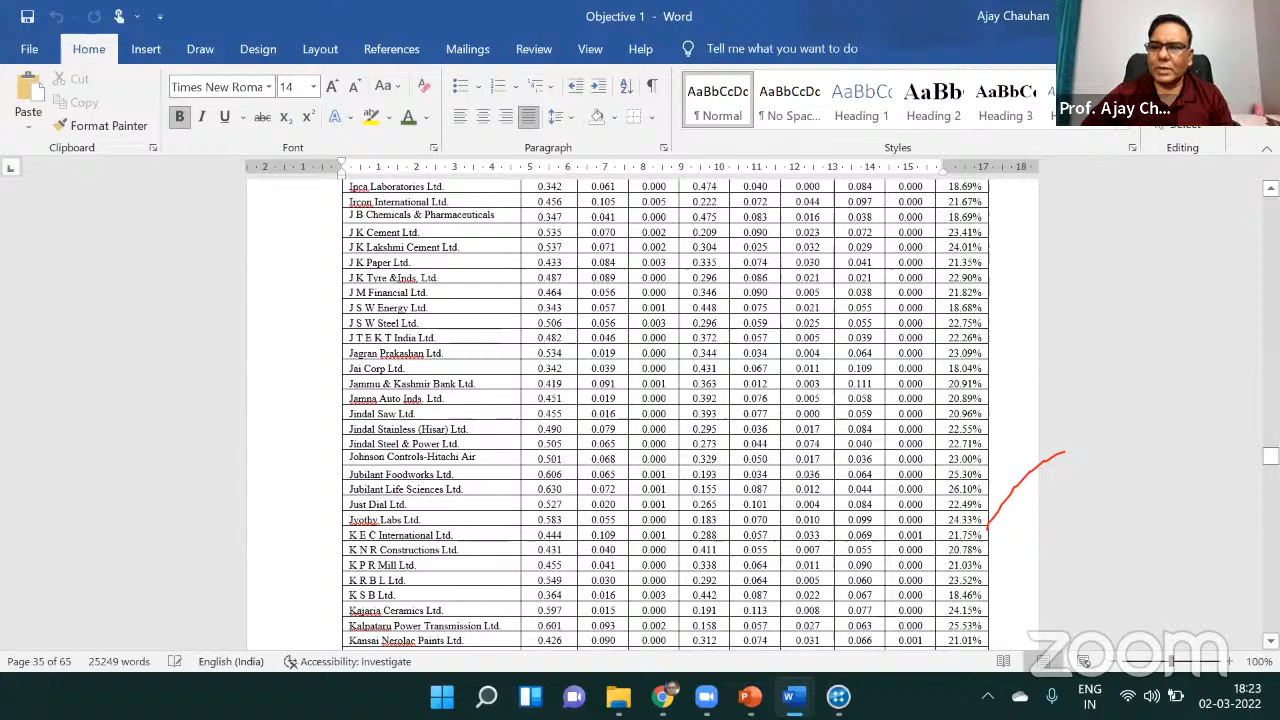 Objective 1 - Word
Ajay Chauhan
File Home Insert Draw Design Layout References Mailings Review View Help Tell me what you want to do
Cut
Copy
Paste
Format Painter
Times New Roma 14
AaBbCcDc AaBbCcDc AaBbCc AaBb( AaBbC(
¶ Normal ¶ No Spac... Heading 1 Heading 2 Heading 3
Prof. Ajay Ch...
Clipboard Font Paragraph Styles Editing
2 1 1 2 3 4 5 6 7 8 9 10 11 12 13 14 15 17 18
Ipca Laboratories Ltd. 0.342 0.061 0.000 0.474 0.040 0.000 0.084 0.000 18.69%
Ircon International Ltd. 0.456 0.105 0.005 0.222 0.072 0.044 0.097 0.000 21.67%
J B Chemicals & Pharmaceuticals 0.347 0.041 0.000 0.475 0.083 0.016 0.038 0.000 18.69%
J K Cement Ltd. 0.535 0.070 0.002 0.209 0.090 0.023 0.072 0.000 23.41%
J K Lakshmi Cement Ltd. 0.537 0.071 0.002 0.304 0.025 0.032 0.029 0.000 24.01%
J K Paper Ltd. 0.433 0.084 0.003 0.335 0.074 0.030 0.041 0.000 21.35%
J K Tyre &Inds. Ltd. 0.487 0.089 0.000 0.296 0.086 0.021 0.021 0.000 22.90%
J M Financial Ltd. 0.464 0.056 0.000 0.346 0.090 0.005 0.038 0.000 21.82%
J S W Energy Ltd. 0.343 0.057 0.001 0.448 0.075 0.021 0.055 0.000 18.68%
J S W Steel Ltd. 0.506 0.056 0.003 0.296 0.059 0.025 0.055 0.000 22.75%
J T E K T India Ltd. 0.482 0.046 0.000 0.372 0.057 0.005 0.039 0.000 22.26%
Jagran Prakashan Ltd. 0.534 0.019 0.000 0.344 0.034 0.004 0.064 0.000 23.09%
Jai Corp Ltd. 0.342 0.039 0.000 0.431 0.067 0.011 0.109 0.000 18.04%
Jammu & Kashmir Bank Ltd. 0.419 0.091 0.001 0.363 0.012 0.003 0.111 0.000 20.91%
Jamna Auto Inds. Ltd. 0.451 0.019 0.000 0.392 0.076 0.005 0.058 0.000 20.89%
Jindal Saw Ltd. 0.455 0.016 0.000 0.393 0.077 0.000 0.059 0.000 20.96%
Jindal Stainless (Hisar) Ltd. 0.490 0.079 0.000 0.295 0.036 0.017 0.084 0.000 22.55%
Jindal Steel & Power Ltd. 0.505 0.065 0.000 0.273 0.044 0.074 0.040 0.000 22.71%
Johnson Controls-Hitachi Air 0.501 0.068 0.000 0.329 0.050 0.017 0.036 0.000 23.00%
Jubilant Foodworks Ltd. 0.606 0.065 0.001 0.193 0.034 0.036 0.064 0.000 25.30%
Jubilant Life Sciences Ltd. 0.630 0.072 0.001 0.155 0.087 0.012 0.044 0.000 26.10%
Just Dial Ltd. 0.527 0.020 0.001 0.265 0.101 0.004 0.084 0.000 22.49%
Jyothy Labs Ltd. 0.583 0.055 0.000 0.183 0.070 0.010 0.099 0.000 24.33%
K E C International Ltd. 0.444 0.109 0.001 0.288 0.057 0.033 0.069 0.001 21.75%
K N R Constructions Ltd. 0.431 0.040 0.000 0.411 0.055 0.007 0.055 0.000 20.78%
K P R Mill Ltd. 0.455 0.041 0.000 0.338 0.064 0.011 0.090 0.000 21.03%
K R B L Ltd. 0.549 0.030 0.000 0.292 0.064 0.005 0.060 0.000 23.52%
K S B Ltd. 0.364 0.016 0.003 0.442 0.087 0.022 0.067 0.000 18.46%
Kajaria Ceramics Ltd. 0.597 0.015 0.000 0.191 0.113 0.008 0.077 0.000 24.15%
Kalpataru Power Transmission Ltd. 0.601 0.093 0.002 0.158 0.057 0.027 0.063 0.000 25.53%
Kansai Nerolac Paints Ltd. 0.426 0.090 0.000 0.312 0.074 0.031 0.066 0.001 21.01%
zoom
Page 35 of 65 25249 words English (India) Accessibility: Investigate 100%
ENG
IN
18:23
02-03-2022